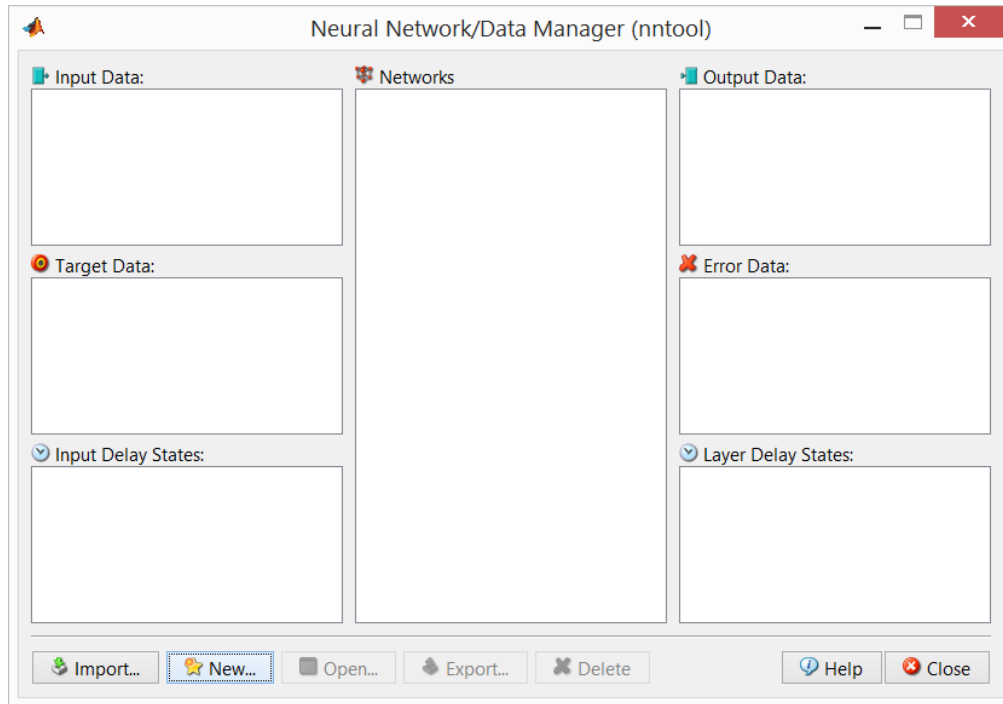 Neural Network/Data Manager (nntool)
Input Data:
Networks
Output Data:
Target Data:
Error Data:
Input Delay States:
Layer Delay States:
Import...
New...
Open...
Export...
Delete
Help
Close